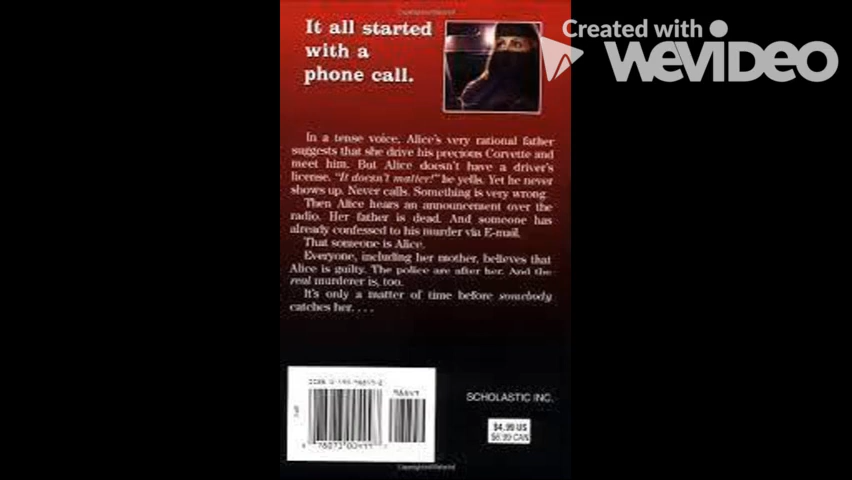 Created with
WEVIDEO
It all started
with a
phone call.
In a tense voice, Alice's very rational father
suggests that she drive his precious Corvette and
meet him. But Alice doesn't have a driver's
license. "It doesn't matter!" he yells. Yet he never
shows up. Never calls. Something is very wrong.
Then Alice hears an announcement over the
radio. Her father is dead. And someone has
already confessed to his murder via E-mail.
That someone is Alice.
Everyone, including her mother, believes that
Alice is guilty. The police are after her. And the
real murderer is, too.
It's only a matter of time before somebody
catches her. . . .
SCHOLASTIC INC.
$4.99 US
$6.99 CAN